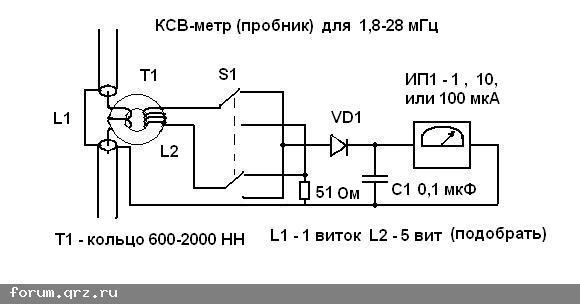 КСВ-метр (пробник) для 1,8-28 мГц
T1
S1
ИП1 - 1 , 10,
или 100 мкА
L1
VD1
L2
51 Ом
C1 0,1 мкФ
T1 - кольцо 600-2000 НН
L1 - 1 виток L2 - 5 вит (подобрать)
forum.qrz.ru